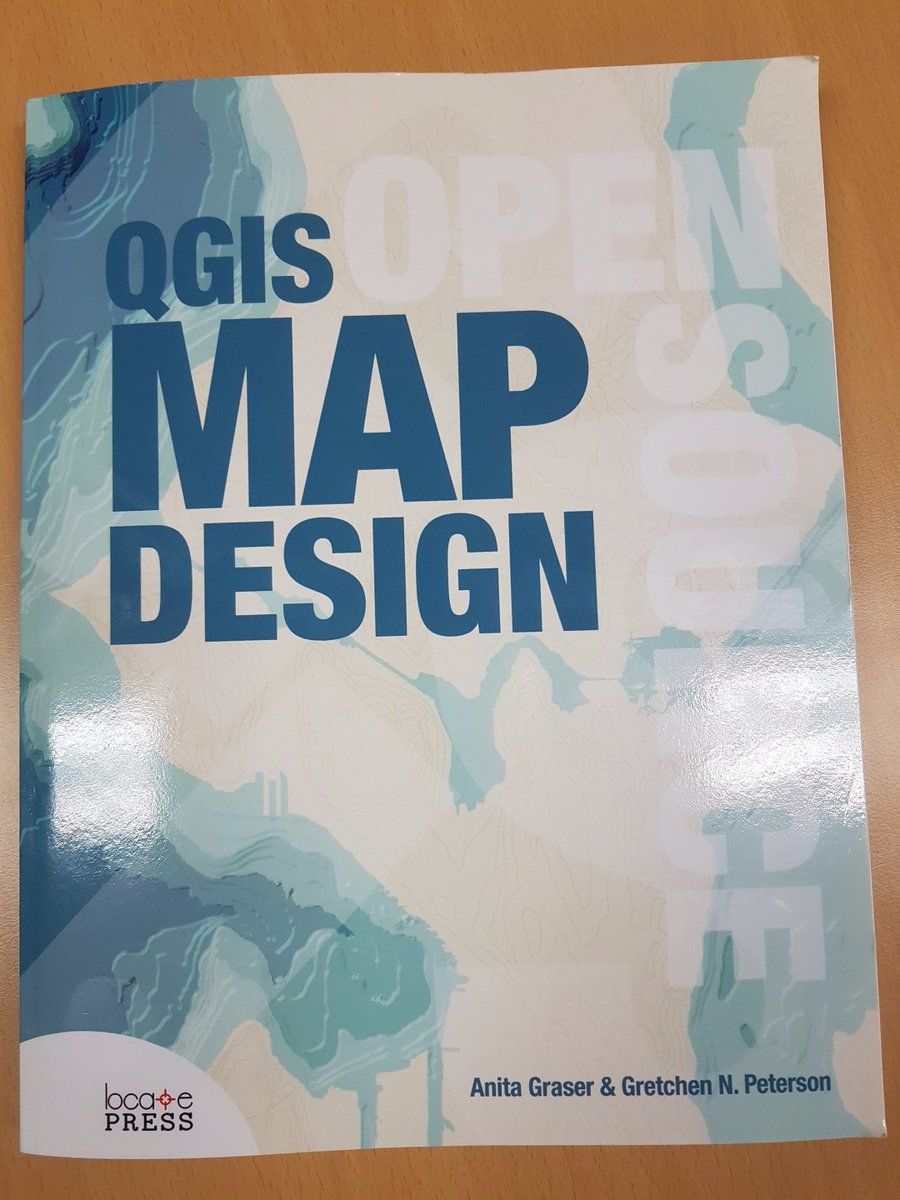 OPEN
QGIS
MAP
DESIGN
SOURCE
Anita Graser & Gretchen N. Peterson
locate
PRESS